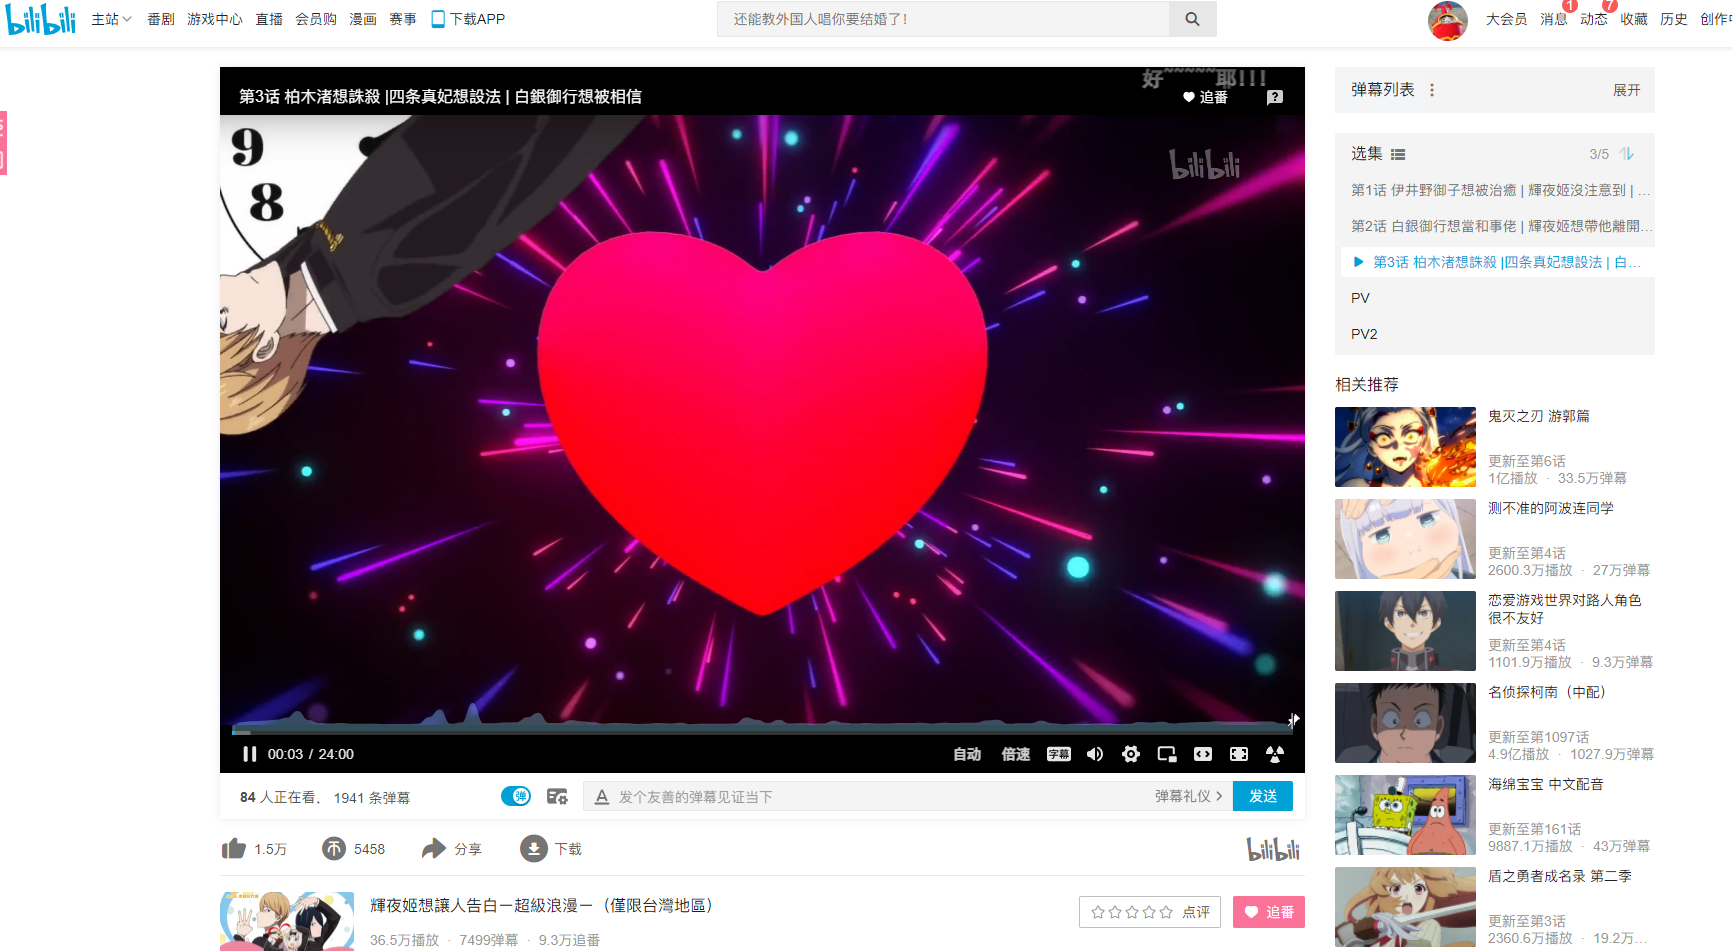 bilibili
主站
番剧
游戏中心
直播
会员购
漫画
赛事
下载APP
还能教外国人唱你要结婚了!
大会员
消息
1
动态
7
收藏
历史
好~~~~~耶!!!
第3话 柏木渚想誅殺 |四条真妃想設法 | 白銀御行想被相信
追番
9
8
bilibili
00:03 / 24:00
自动
倍速
字幕
84 人正在看, 1941 条弹幕
弹
发个友善的弹幕见证当下
弹幕礼仪
发送
1.5万
5458
分享
下载
bilibili
輝夜姬想讓人告白－超級浪漫－（僅限台灣地區）
36.5万播放 · 7499弹幕 · 9.3万追番
点评
追番
弹幕列表
展开
选集
3/5
第1话 伊井野御子想被治癒 | 輝夜姬沒注意到 | ...
第2话 白銀御行想當和事佬 | 輝夜姬想帶他離開...
第3话 柏木渚想誅殺 |四条真妃想設法 | 白...
PV
PV2
相关推荐
鬼灭之刃 游郭篇
更新至第6话
1亿播放 · 33.5万弹幕
测不准的阿波连同学
更新至第4话
2600.3万播放 · 27万弹幕
恋爱游戏世界对路人角色
很不友好
更新至第4话
1101.9万播放 · 9.3万弹幕
名侦探柯南（中配）
更新至第1097话
4.9亿播放 · 1027.9万弹幕
海绵宝宝 中文配音
更新至第161话
9887.1万播放 · 43万弹幕
盾之勇者成名录 第二季
更新至第3话
2360.6万播放 · 19.2万...